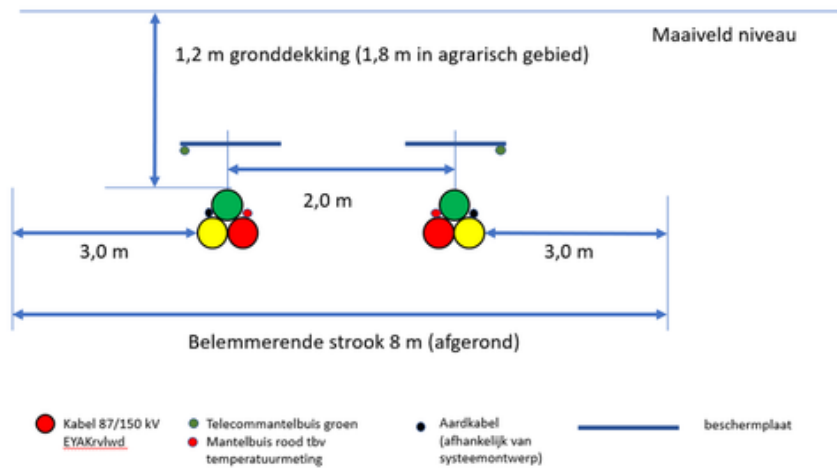 Maaiveld niveau
1,2 m gronddekking (1,8 m in agrarisch gebied)
2,0 m
3,0 m
3,0 m
Belemmerende strook 8 m (afgerond)
Kabel 87/150 kV
EYAKrvlwd
Telecommantelbuis groen
Mantelbuis rood tbv
temperatuurmeting
Aardkabel
(afhankelijk van
systeemontwerp)
beschermplaat